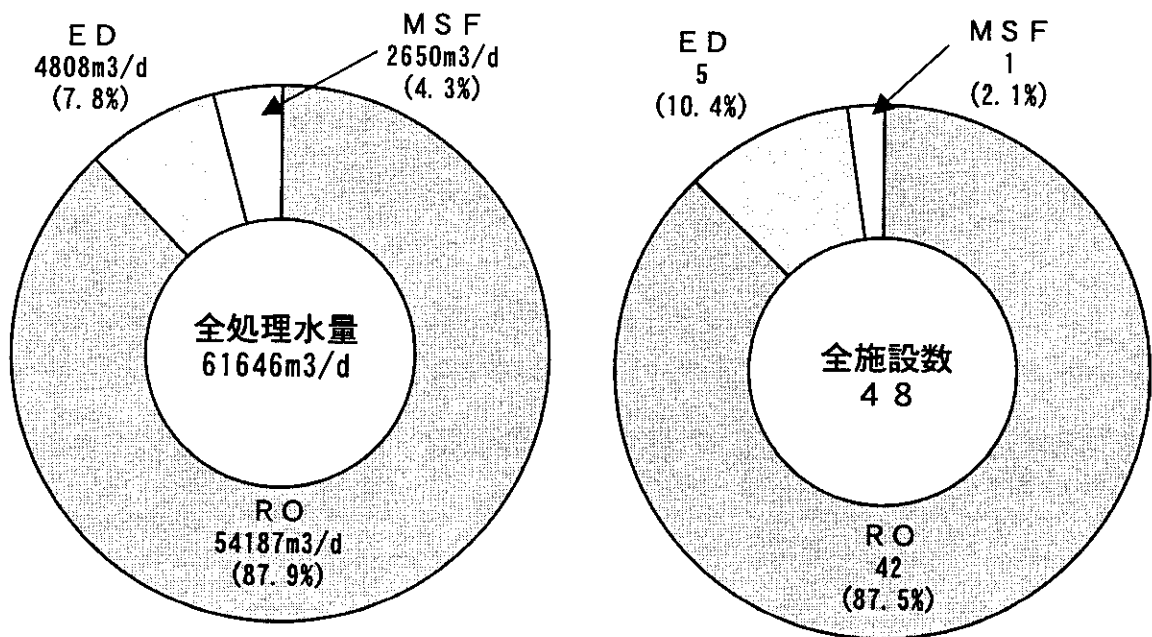 ＥＤ
4808m3/d
(7.8%)
ＭＳＦ
2650m3/d
(4.3%)
全処理水量
61646m3/d
ＲＯ
54187m3/d
(87.9%)
ＥＤ
5
(10.4%)
ＭＳＦ
1
(2.1%)
全施設数
４８
ＲＯ
42
(87.5%)